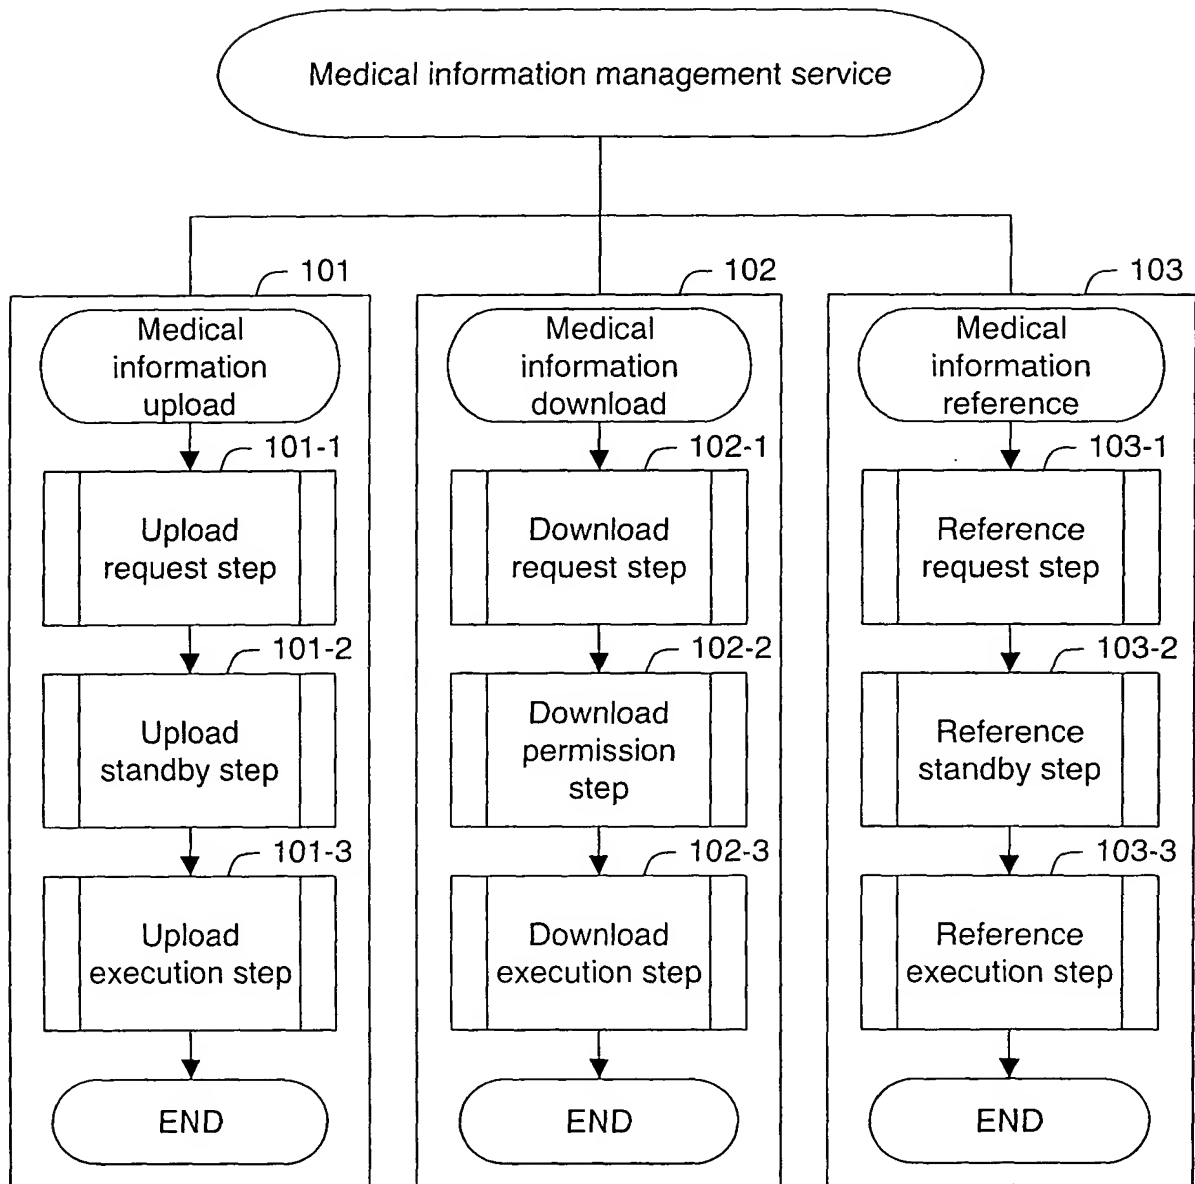 Medical information management service
101
102
103
Medical
information
upload
Medical
information
download
Medical
information
reference
101-1
102-1
103-1
Upload
request step
Download
request step
Reference
request step
101-2
102-2
103-2
Upload
standby step
Download
permission
step
Reference
standby step
101-3
102-3
103-3
Upload
execution step
Download
execution step
Reference
execution step
END
END
END